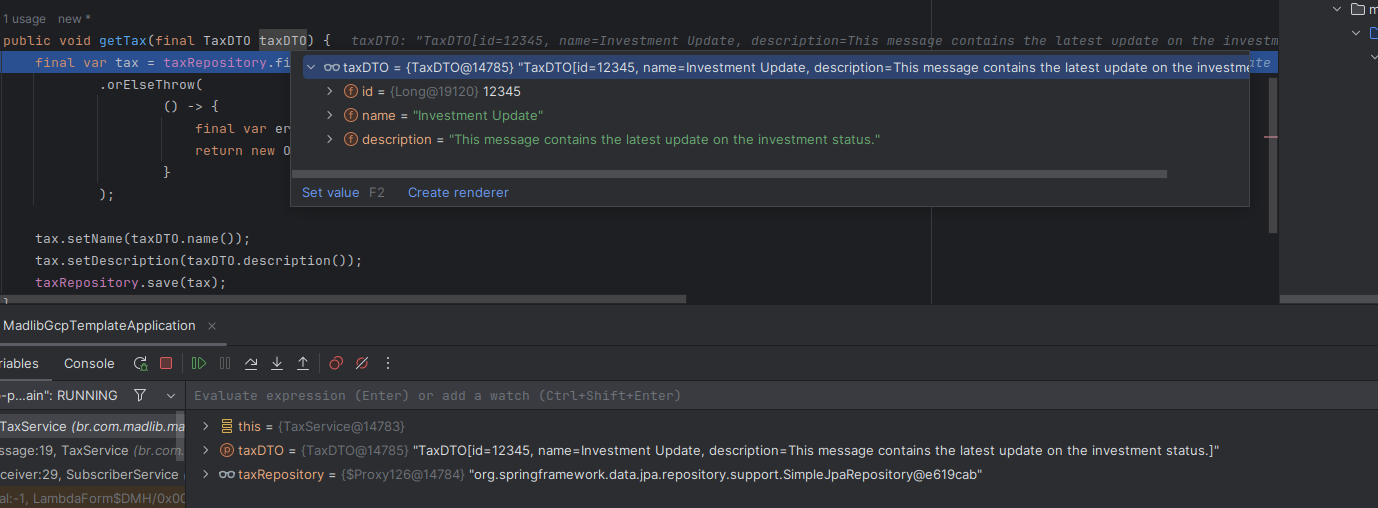 1 usage new *
public void getTax(final TaxDTO taxDTO) { taxDTO: "TaxDTO[id=12345, name=Investment Update, description=This message contains the latest update on the investm
final var tax = taxRepository.fi
taxDTO = {TaxDTO@14785} "TaxDTO[id=12345, name=Investment Update, description=This message contains the latest update on the investme
.orElseThrow(
id = {Long@19120} 12345
() -> {
name = "Investment Update"
final var er
description = "This message contains the latest update on the investment status."
return new O
}
);
Set value F2 Create renderer
tax.setName(taxDTO.name());
tax.setDescription(taxDTO.description());
taxRepository.save(tax);
}
MadlibGcpTemplateApplication
riables Console
o-p...ain": RUNNING
Evaluate expression (Enter) or add a watch (Ctrl+Shift+Enter)
TaxService (br.com.madlib.ma
this = {TaxService@14783}
ssage:19, TaxService (br.com.
taxDTO = {TaxDTO@14785} "TaxDTO[id=12345, name=Investment Update, description=This message contains the latest update on the investment status.]"
ceiver:29, SubscriberService (
taxRepository = {$Proxy126@14784} "org.springframework.data.jpa.repository.support.SimpleJpaRepository@e619cab"
al:-1, LambdaForm$DMH/0x00